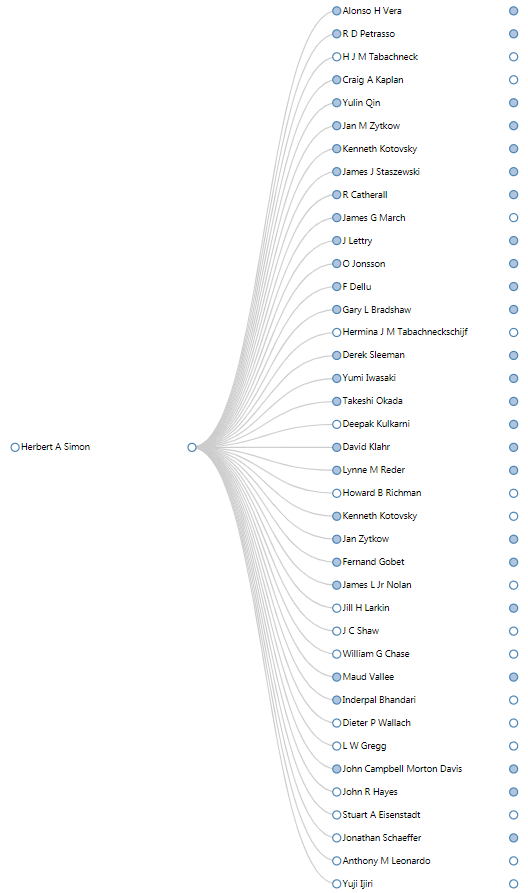 Alonso H Vera
R D Petrasso
H J M Tabachneck
Craig A Kaplan
Yulin Qin
Jan M Zytkow
Kenneth Kotovsky
James J Staszewski
R Catherall
James G March
J Lettry
O Jonsson
F Dellu
Gary L Bradshaw
Hermina J M Tabachneckschijf
Derek Sleeman
Yumi Iwasaki
Takeshi Okada
Deepak Kulkarni
Herbert A Simon
David Klahr
Lynne M Reder
Howard B Richman
Kenneth Kotovsky
Jan Zytkow
Fernand Gobet
James L Jr Nolan
Jill H Larkin
J C Shaw
William G Chase
Maud Vallee
Inderpal Bhandari
Dieter P Wallach
L W Gregg
John Campbell Morton Davis
John R Hayes
Stuart A Eisenstadt
Jonathan Schaeffer
Anthony M Leonardo
Yuji Ijiri